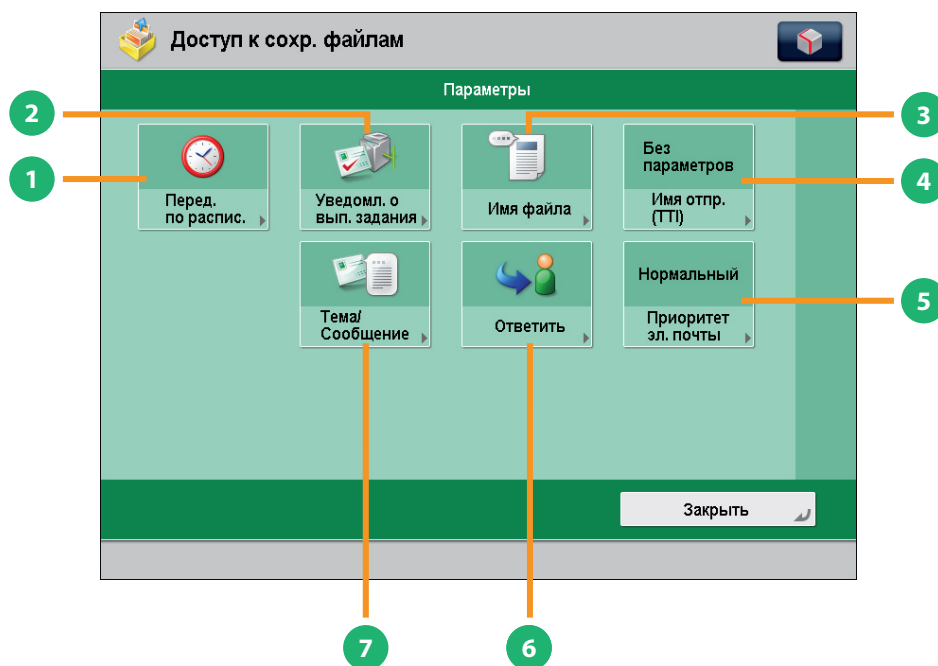 Доступ к сохр. файлам
Параметры
2
3
1
4
Перед.
по распис.
Уведомл. о
вып. задания
Имя файла
Без
параметров
Имя отпр.
(TTI)
5
Тема/
Сообщение
Ответить
Нормальный
Приоритет
эл. почты
Закрыть
7
6